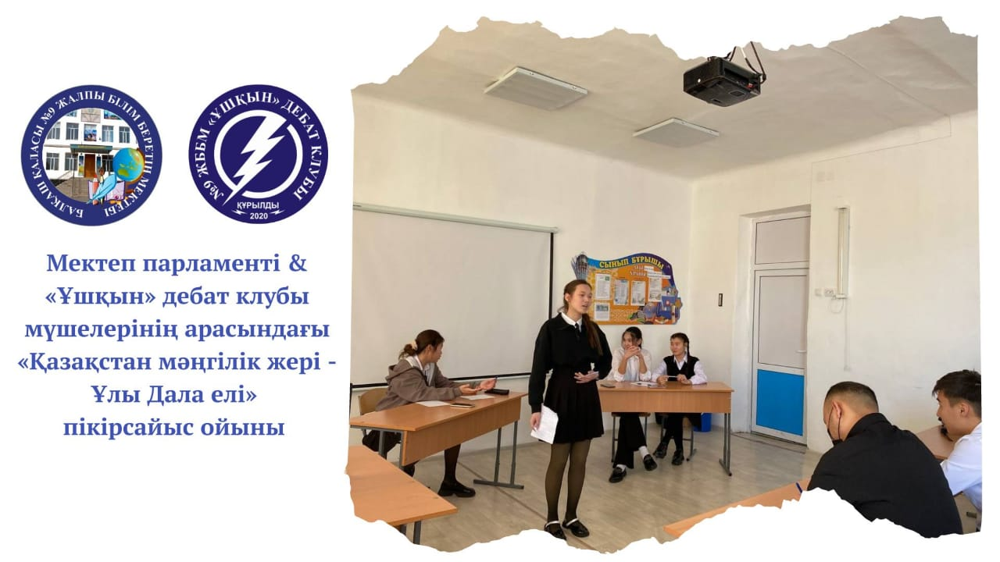 БАЛҚАШ ҚАЛАСЫ №9 ЖАЛПЫ БІЛІМ БЕРЕТІН МЕКТЕБІ
№9 ЖББМ «ҰШҚЫН» ДЕБАТ КЛУБЫ
ҚҰРЫЛДЫ
2020
Мектеп парламенті &
«Ұшқын» дебат клубы
мүшелерінің арасындағы
«Қазақстан мәңгілік жері -
Ұлы Дала елі»
пікірсайыс ойыны
СЫНЫП БҰРЫШЫ